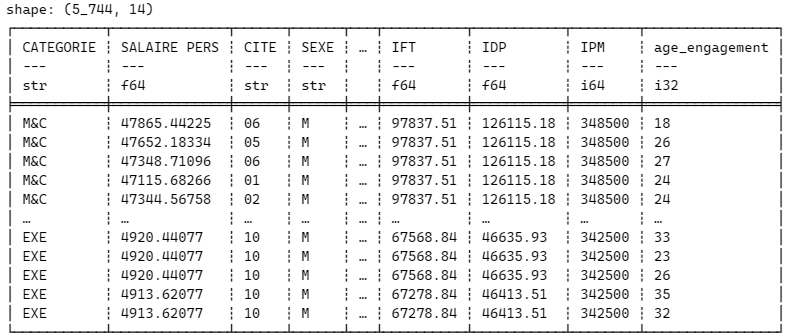 shape: (5_744, 14)
CATEGORIE ┆ SALAIRE PERS ┆ CITE ┆ SEXE ┆ … ┆ IFT ┆ IDP ┆ IPM ┆ age_engagement
--- ┆ --- ┆ --- ┆ --- ┆ ┆ --- ┆ --- ┆ --- ┆ ---
str ┆ f64 ┆ str ┆ str ┆ ┆ f64 ┆ f64 ┆ i64 ┆ i32
M&C ┆ 47865.44225 ┆ 06 ┆ M ┆ … ┆ 97837.51 ┆ 126115.18 ┆ 348500 ┆ 18
M&C ┆ 47652.18334 ┆ 05 ┆ M ┆ … ┆ 97837.51 ┆ 126115.18 ┆ 348500 ┆ 26
M&C ┆ 47348.71096 ┆ 06 ┆ M ┆ … ┆ 97837.51 ┆ 126115.18 ┆ 348500 ┆ 27
M&C ┆ 47115.68266 ┆ 01 ┆ M ┆ … ┆ 97837.51 ┆ 126115.18 ┆ 348500 ┆ 24
M&C ┆ 47344.56758 ┆ 02 ┆ M ┆ … ┆ 97837.51 ┆ 126115.18 ┆ 348500 ┆ 24
… ┆ … ┆ … ┆ … ┆ … ┆ … ┆ … ┆ … ┆ …
EXE ┆ 4920.44077 ┆ 10 ┆ M ┆ … ┆ 67568.84 ┆ 46635.93 ┆ 342500 ┆ 33
EXE ┆ 4920.44077 ┆ 10 ┆ M ┆ … ┆ 67568.84 ┆ 46635.93 ┆ 342500 ┆ 23
EXE ┆ 4920.44077 ┆ 10 ┆ M ┆ … ┆ 67568.84 ┆ 46635.93 ┆ 342500 ┆ 26
EXE ┆ 4913.62077 ┆ 10 ┆ M ┆ … ┆ 67278.84 ┆ 46413.51 ┆ 342500 ┆ 35
EXE ┆ 4913.62077 ┆ 10 ┆ M ┆ … ┆ 67278.84 ┆ 46413.51 ┆ 342500 ┆ 32